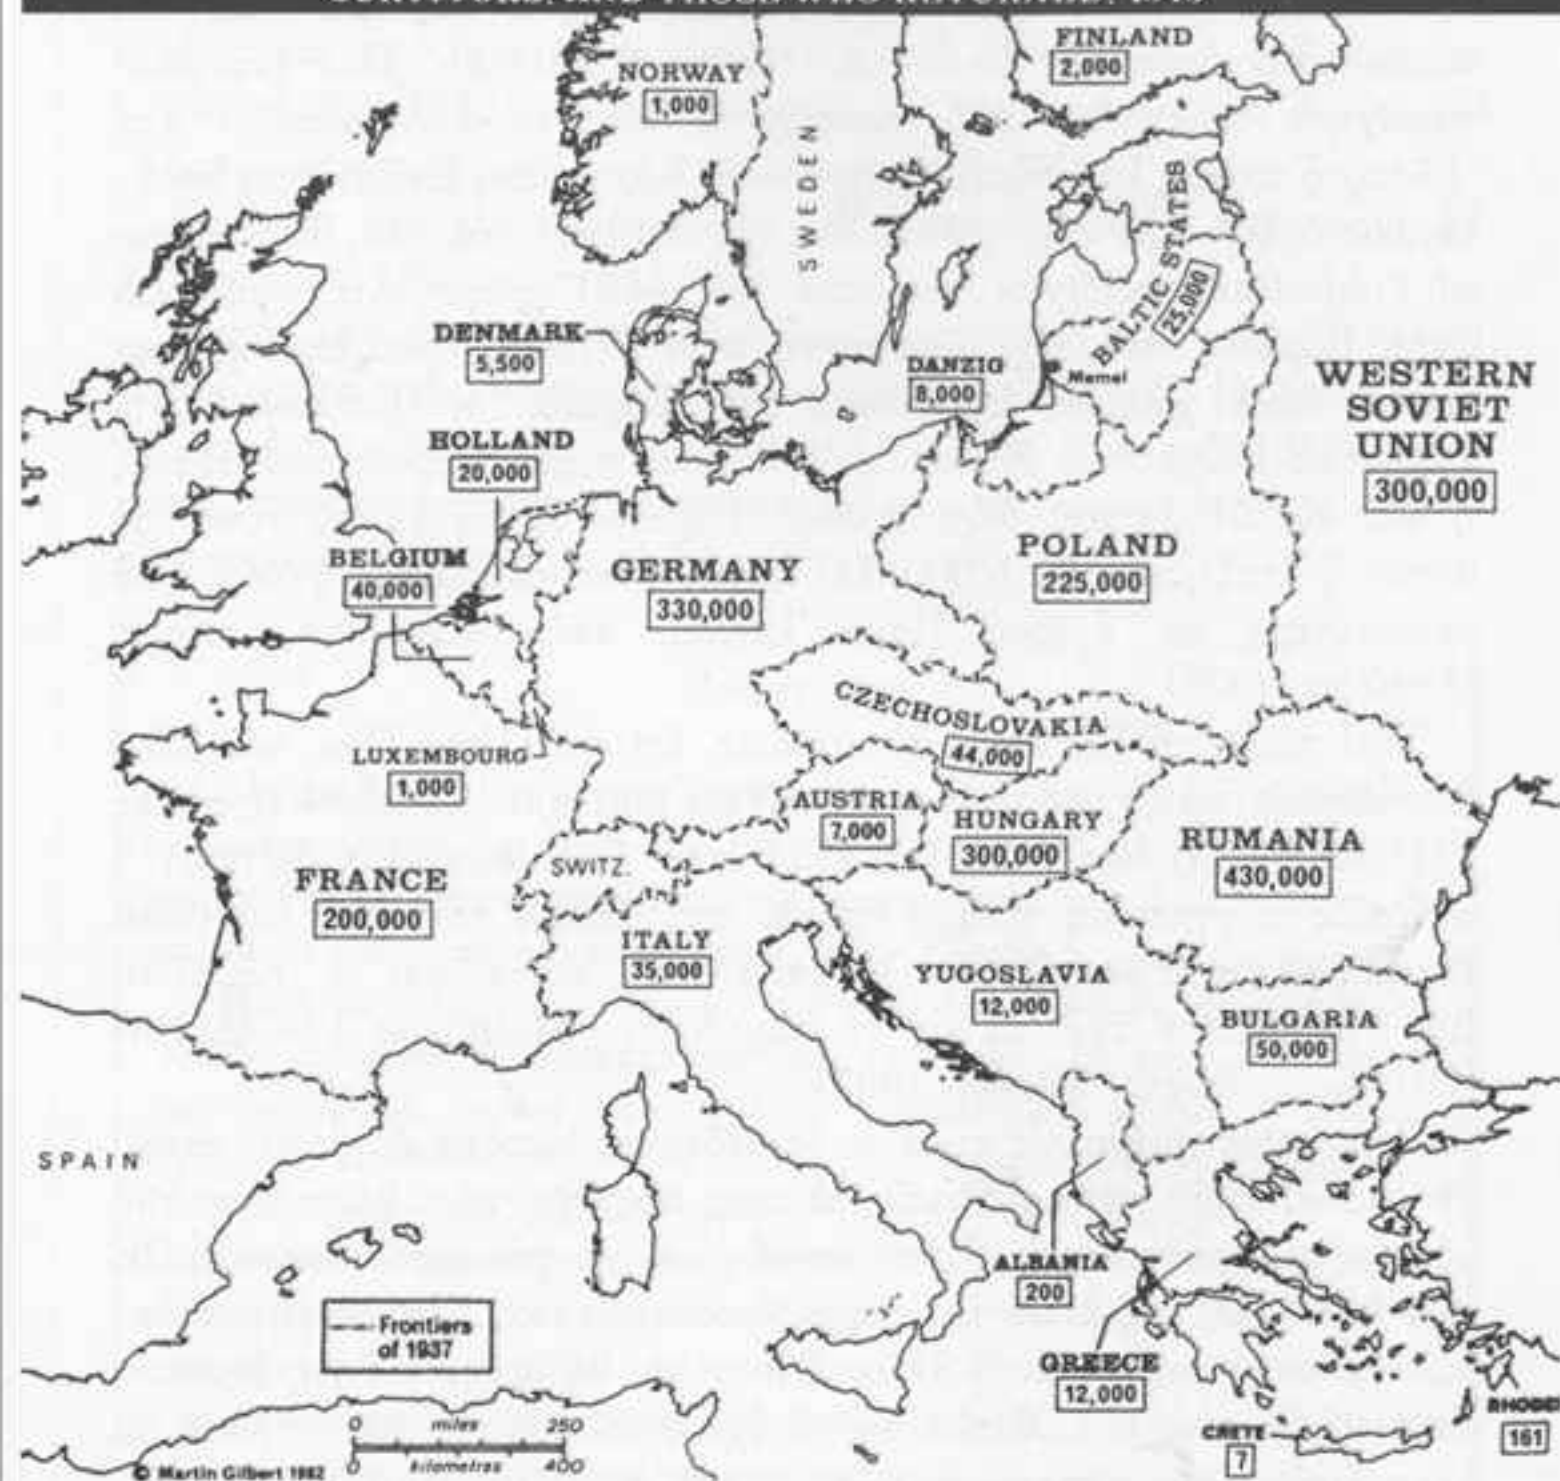 FINLAND
2,000
NORWAY
1,000
SWEDEN
BALTIC STATES
25,000
DENMARK
5,500
DANZIG
8,000
Memel
WESTERN
SOVIET
UNION
300,000
HOLLAND
20,000
BELGIUM
40,000
GERMANY
330,000
POLAND
225,000
CZECHOSLOVAKIA
44,000
LUXEMBOURG
1,000
AUSTRIA
7,000
HUNGARY
300,000
RUMANIA
430,000
SWITZ.
FRANCE
200,000
ITALY
35,000
YUGOSLAVIA
12,000
BULGARIA
50,000
SPAIN
ALBANIA
200
Frontiers
of 1937
GREECE
12,000
0 miles 250
0 kilometres 400
CRETE
7
RHODES
161
© Martin Gilbert 1982